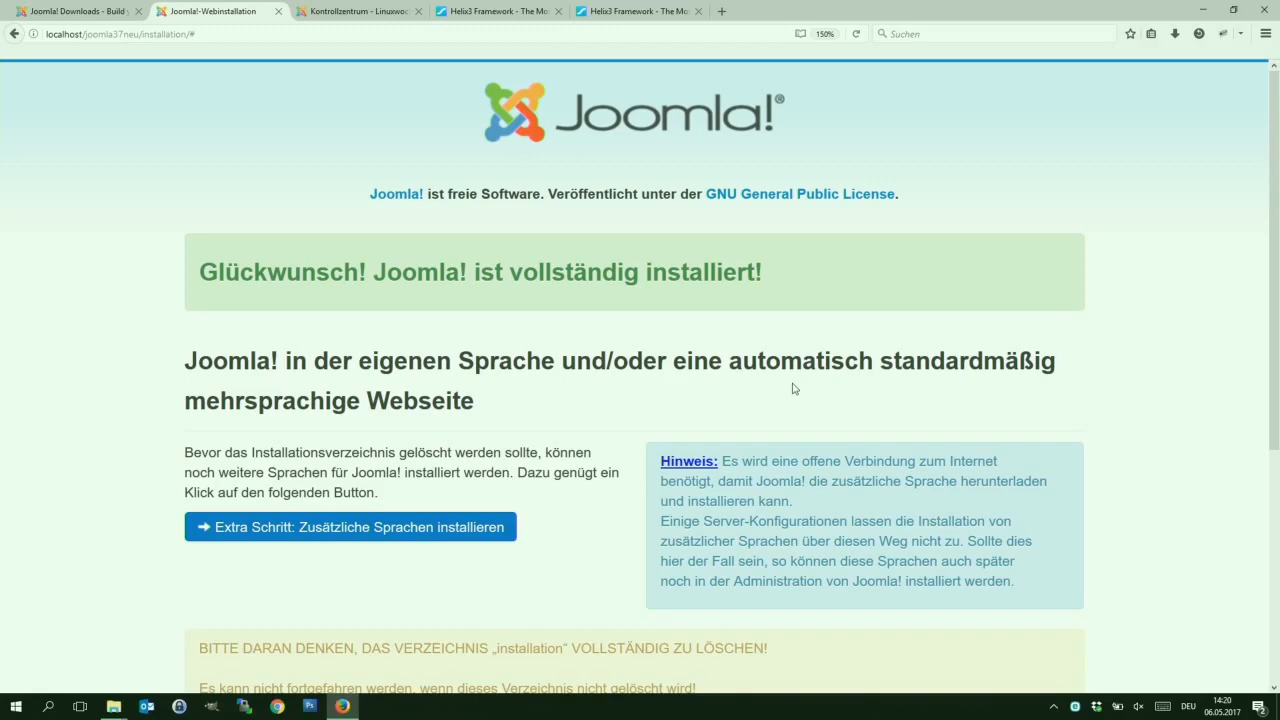 Joomla! Downloads - Build y
Joomla!-Webinstallation
Kontrollzentrum - Linuxwo
Helix3 Framework - The Mo
Helix3 Framework - The Mo
localhost/joomla37neu/installation/#
150%
Suchen
Joomla!®
Joomla! ist freie Software. Veröffentlicht unter der GNU General Public License.
Glückwunsch! Joomla! ist vollständig installiert!
Joomla! in der eigenen Sprache und/oder eine automatisch standardmäßig
mehrsprachige Webseite
Bevor das Installationsverzeichnis gelöscht werden sollte, können
noch weitere Sprachen für Joomla! installiert werden. Dazu genügt ein
Klick auf den folgenden Button.
Extra Schritt: Zusätzliche Sprachen installieren
Hinweis: Es wird eine offene Verbindung zum Internet
benötigt, damit Joomla! die zusätzliche Sprache herunterladen
und installieren kann.
Einige Server-Konfigurationen lassen die Installation von
zusätzlicher Sprachen über diesen Weg nicht zu. Sollte dies
hier der Fall sein, so können diese Sprachen auch später
noch in der Administration von Joomla! installiert werden.
BITTE DARAN DENKEN, DAS VERZEICHNIS „installation“ VOLLSTÄNDIG ZU LÖSCHEN!
Es kann nicht fortgefahren werden, wenn dieses Verzeichnis nicht gelöscht wird!
DEU
14:20
06.05.2017
2